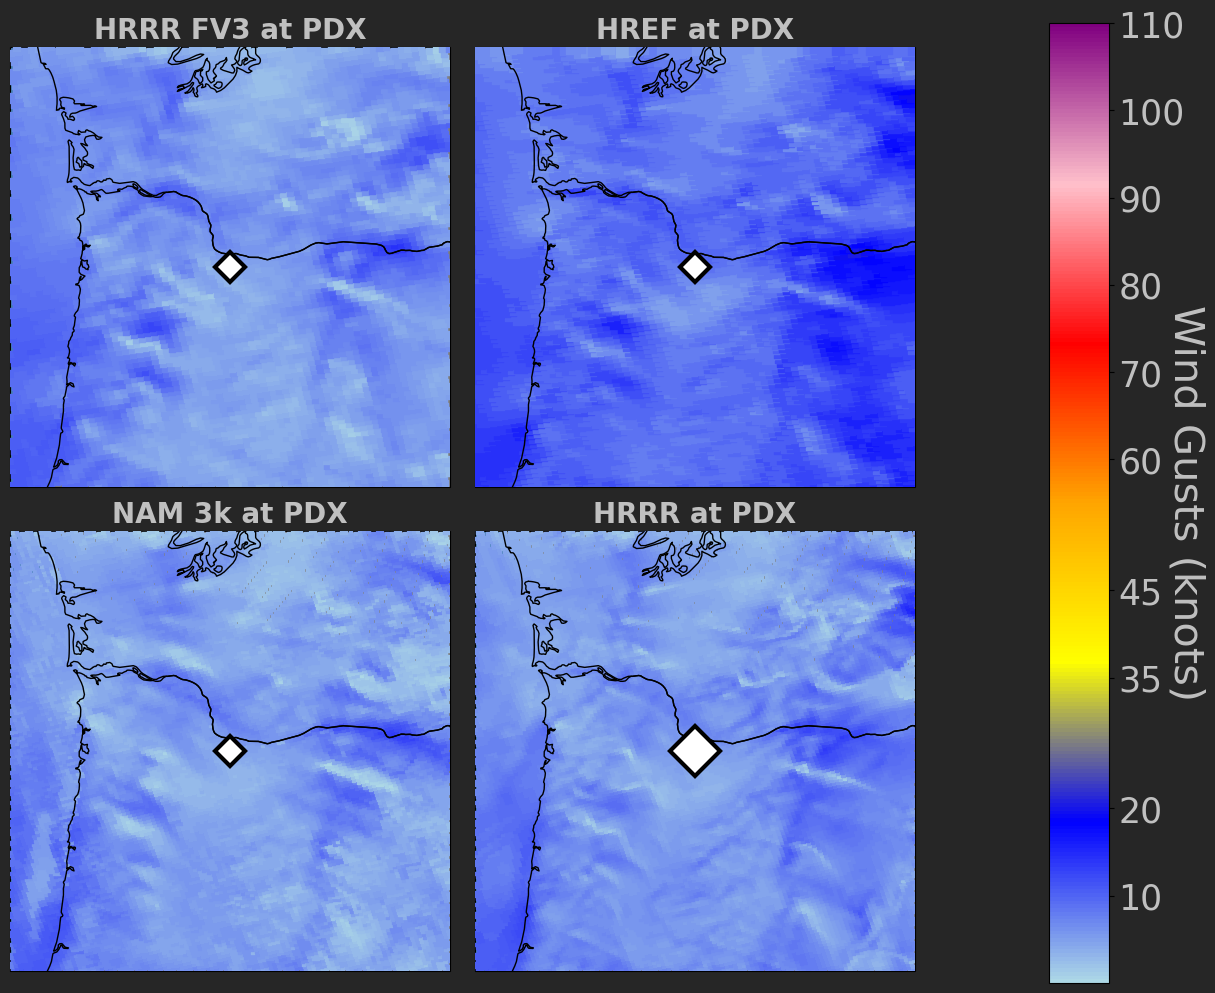 HRRR FV3 at PDX
HREF at PDX
NAM 3k at PDX
HRRR at PDX
110
100
90
80
70
60
45
35
20
10
Wind Gusts (knots)